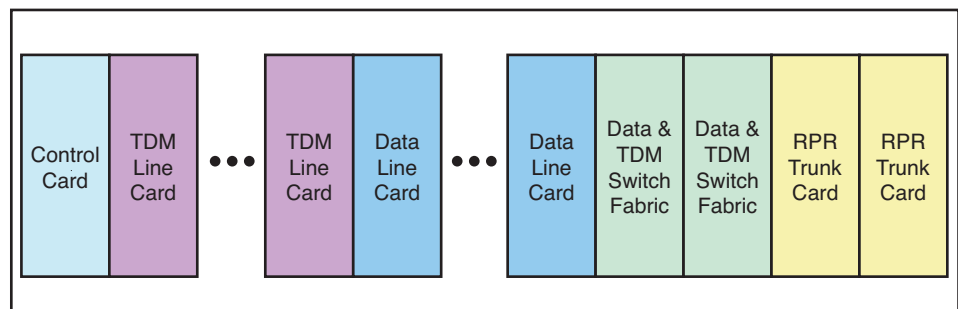 Control
Card
TDM
Line
Card
TDM
Line
Card
Data
Line
Card
Data
Line
Card
Data &
TDM
Switch
Fabric
Data &
TDM
Switch
Fabric
RPR
Trunk
Card
RPR
Trunk
Card